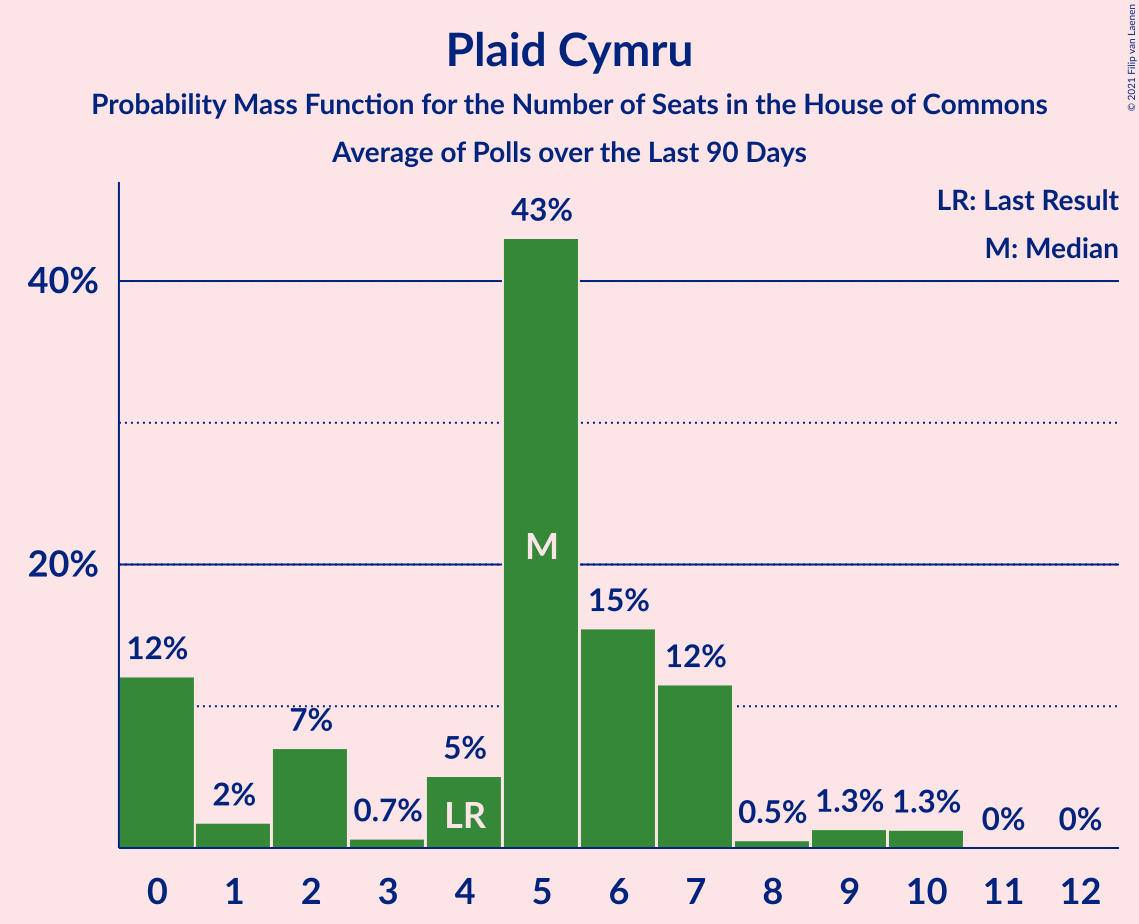 Plaid Cymru
Probability Mass Function for the Number of Seats in the House of Commons
Average of Polls over the Last 90 Days
© 2021 Filip van Laenen
LR: Last Result
M: Median
43%
40%
M
20%
15%
12%
12%
7%
5%
2%
0.7%
LR
0.5%
1.3%
1.3%
0%
0%
0 1 2 3 4 5 6 7 8 9 10 11 12